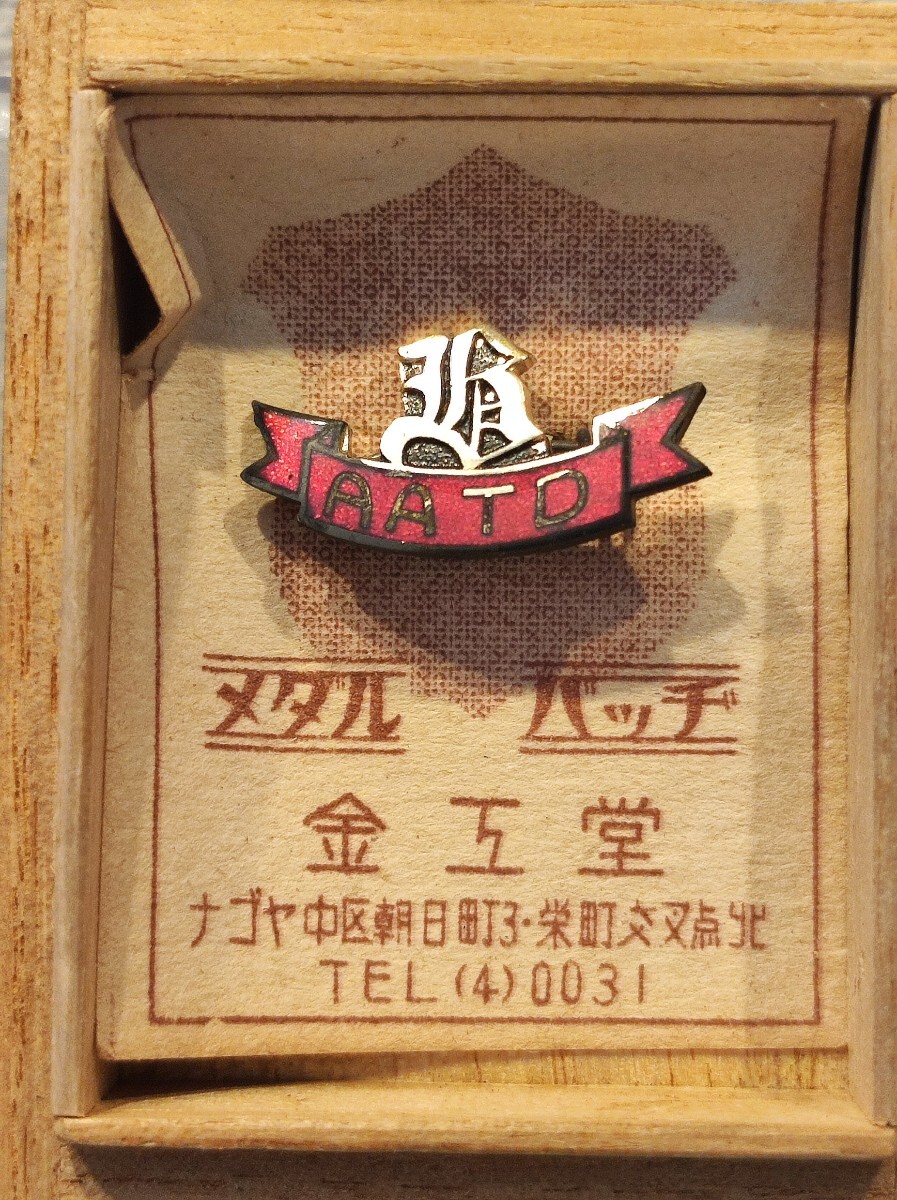 AATD
メダル バッヂ
金工堂
ナゴヤ中区朝日町3・栄町交叉点北
TEL (4) 0031